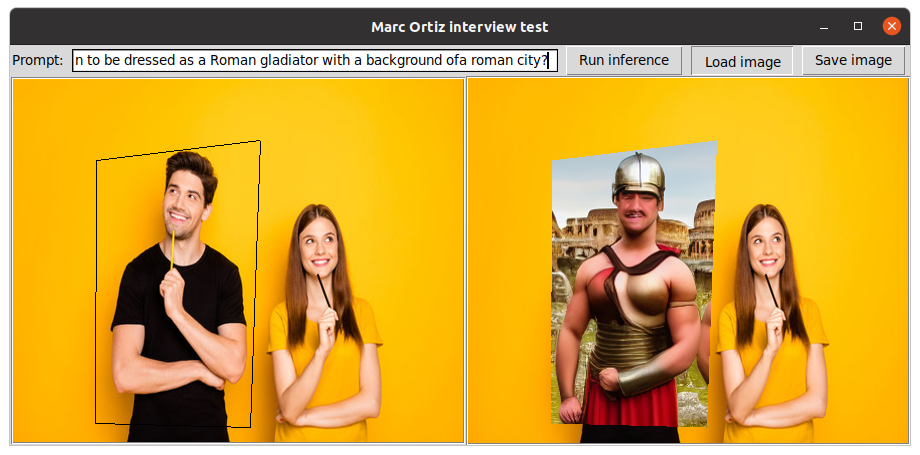 Marc Ortiz interview test
Prompt: n to be dressed as a Roman gladiator with a background ofa roman city? Run inference Load image Save image